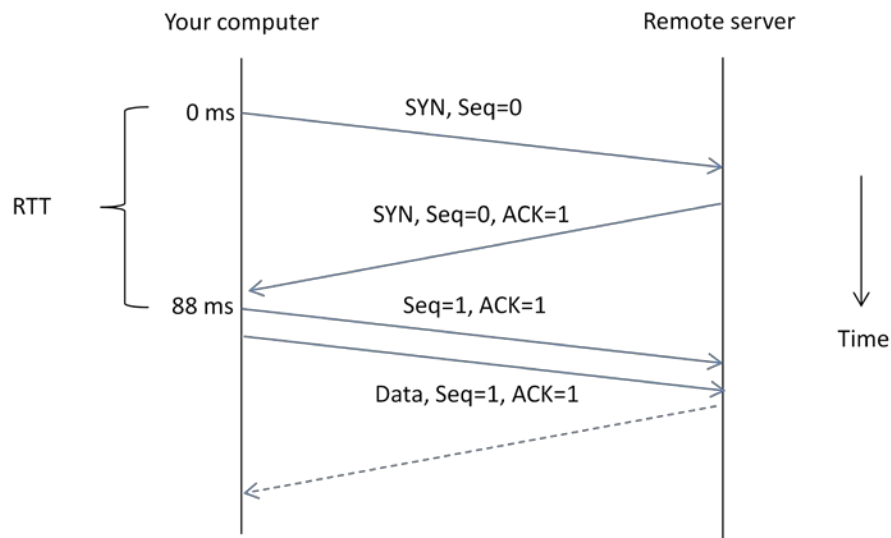 Your computer
Remote server
0 ms
SYN, Seq=0
RTT
SYN, Seq=0, ACK=1
88 ms
Seq=1, ACK=1
Time
Data, Seq=1, ACK=1